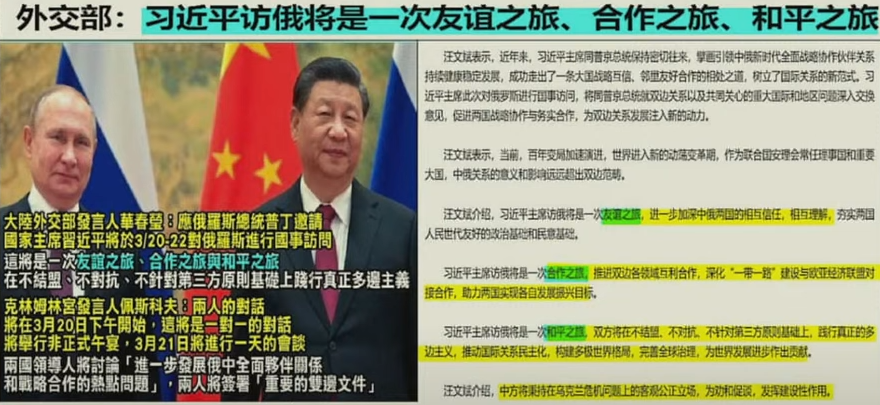 外交部：习近平访俄将是一次友谊之旅、合作之旅、和平之旅
大陸外交部發言人華春瑩：應俄羅斯總統普丁邀請
國家主席習近平將於3/20-22對俄羅斯進行國事訪問
這將是一次友誼之旅、合作之旅與和平之旅
在不結盟、不對抗、不針對第三方原則基礎上踐行真正多邊主義
克林姆林宮發言人佩斯科夫：兩人的對話
將在3月20日下午開始，這將是一對一的對話
將舉行非正式午宴，3月21日將進行一天的會談
兩國領導人將討論「進一步發展俄中全面夥伴關係
和戰略合作的熱點問題」，兩人將簽署「重要的雙邊文件」
汪文斌表示，近年来，习近平主席同普京总统保持密切往来，掌画引领中俄新时代全面战略协作伙伴关系
持续健康稳定发展，成功走出了一条大国战略互信、邻里友好合作的相处之道，树立了国际关系的新范式。习
近平主席此次对俄罗斯进行国事访问，将同普京总统就双边关系以及共同关心的重大国际和地区问题深入交换
意见，促进两国战略协作与务实合作，为双边关系发展注入新的动力。
汪文斌表示，当前，百年变局加速演进，世界进入新的动荡变革期，作为联合国安理会常任理事国和重要
大国，中俄关系的意义和影响远远超出双边范畴。
汪文斌介绍，习近平主席访俄将是一次友谊之旅，进一步加深中俄两国的相互信任，相互理解，夯实两国
人民世代友好的政治基础和民意基础。
习近平主席访俄将是一次合作之旅，推进双边各领域互利合作，深化“一带一路”建设与欧亚经济联盟对
接合作，助力两国实现各自发展振兴目标。
习近平主席访俄将是一次和平之旅，双方将在不结盟、不对抗、不针对第三方原则基础上，践行真正的多
边主义，推动国际关系民主化，构建多极世界格局，完善全球治理，为世界发展进步作出贡献。
汪文斌介绍，中方将秉持在乌克兰危机问题上的客观公正立场，为劝和促谈，发挥建设性作用。